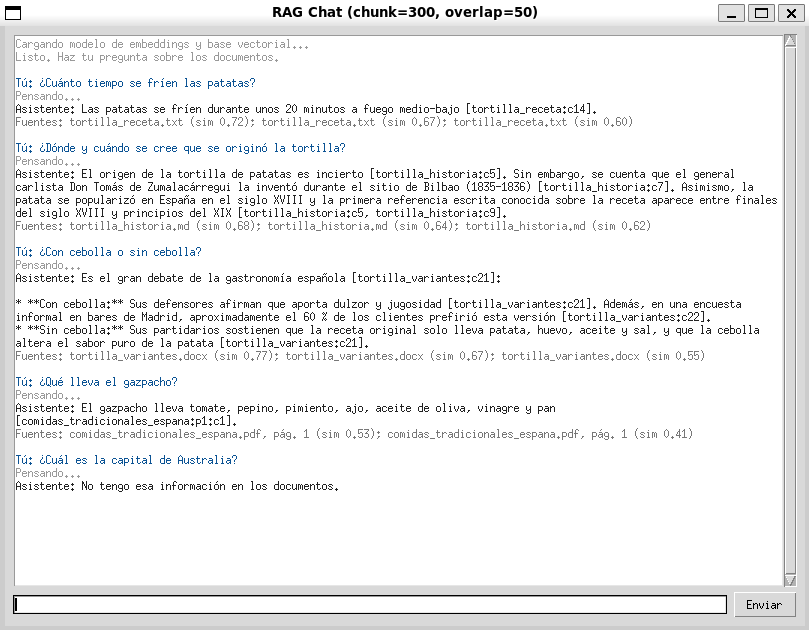 RAG Chat (chunk=300, overlap=50)
Cargando modelo de embeddings y base vectorial...
Listo. Haz tu pregunta sobre los documentos.
Tú: ¿Cuánto tiempo se fríen las patatas?
Pensando...
Asistente: Las patatas se fríen durante unos 20 minutos a fuego medio-bajo [tortilla_receta:c14].
Fuentes: tortilla_receta.txt (sim 0.72); tortilla_receta.txt (sim 0.67); tortilla_receta.txt (sim 0.60)
Tú: ¿Dónde y cuándo se cree que se originó la tortilla?
Pensando...
Asistente: El origen de la tortilla de patatas es incierto [tortilla_historia:c5]. Sin embargo, se cuenta que el general
carlista Don Tomás de Zumalacárregui la inventó durante el sitio de Bilbao (1835-1836) [tortilla_historia:c7]. Asimismo, la
patata se popularizó en España en el siglo XVIII y la primera referencia escrita conocida sobre la receta aparece entre finales
del siglo XVIII y principios del XIX [tortilla_historia:c5, tortilla_historia:c9].
Fuentes: tortilla_historia.md (sim 0.68); tortilla_historia.md (sim 0.64); tortilla_historia.md (sim 0.62)
Tú: ¿Con cebolla o sin cebolla?
Pensando...
Asistente: Es el gran debate de la gastronomía española [tortilla_variantes:c21]:
* **Con cebolla:** Sus defensores afirman que aporta dulzor y jugosidad [tortilla_variantes:c21]. Además, en una encuesta
informal en bares de Madrid, aproximadamente el 60 % de los clientes prefirió esta versión [tortilla_variantes:c22].
* **Sin cebolla:** Sus partidarios sostienen que la receta original solo lleva patata, huevo, aceite y sal, y que la cebolla
altera el sabor puro de la patata [tortilla_variantes:c21].
Fuentes: tortilla_variantes.docx (sim 0.77); tortilla_variantes.docx (sim 0.67); tortilla_variantes.docx (sim 0.55)
Tú: ¿Qué lleva el gazpacho?
Pensando...
Asistente: El gazpacho lleva tomate, pepino, pimiento, ajo, aceite de oliva, vinagre y pan
[comidas_tradicionales_espana:p1:c1].
Fuentes: comidas_tradicionales_espana.pdf, pág. 1 (sim 0.53); comidas_tradicionales_espana.pdf, pág. 1 (sim 0.41)
Tú: ¿Cuál es la capital de Australia?
Pensando...
Asistente: No tengo esa información en los documentos.
Enviar